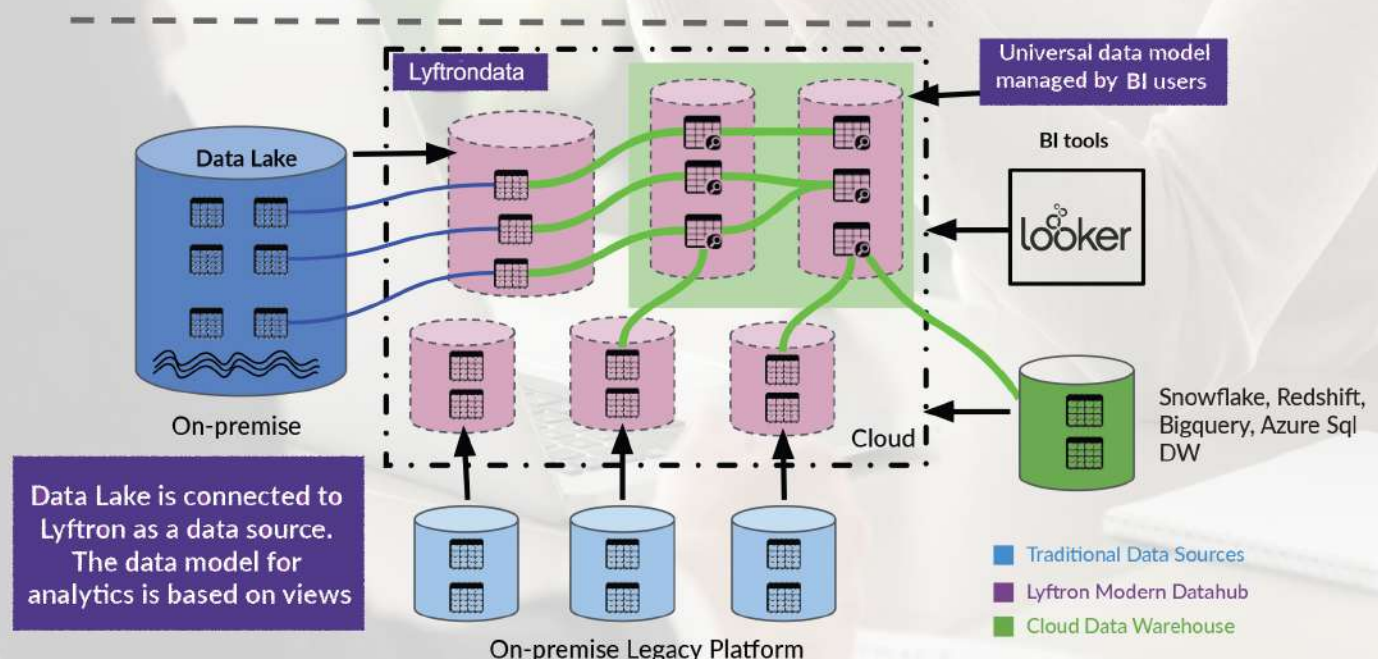 Lyftrondata
Universal data model
managed by BI users
Data Lake
BI tools
looker
On-premise
Cloud
Snowflake, Redshift,
Bigquery, Azure Sql
DW
Data Lake is connected to
Lyftron as a data source.
The data model for
analytics is based on views
Traditional Data Sources
Lyftron Modern Datahub
Cloud Data Warehouse
On-premise Legacy Platform